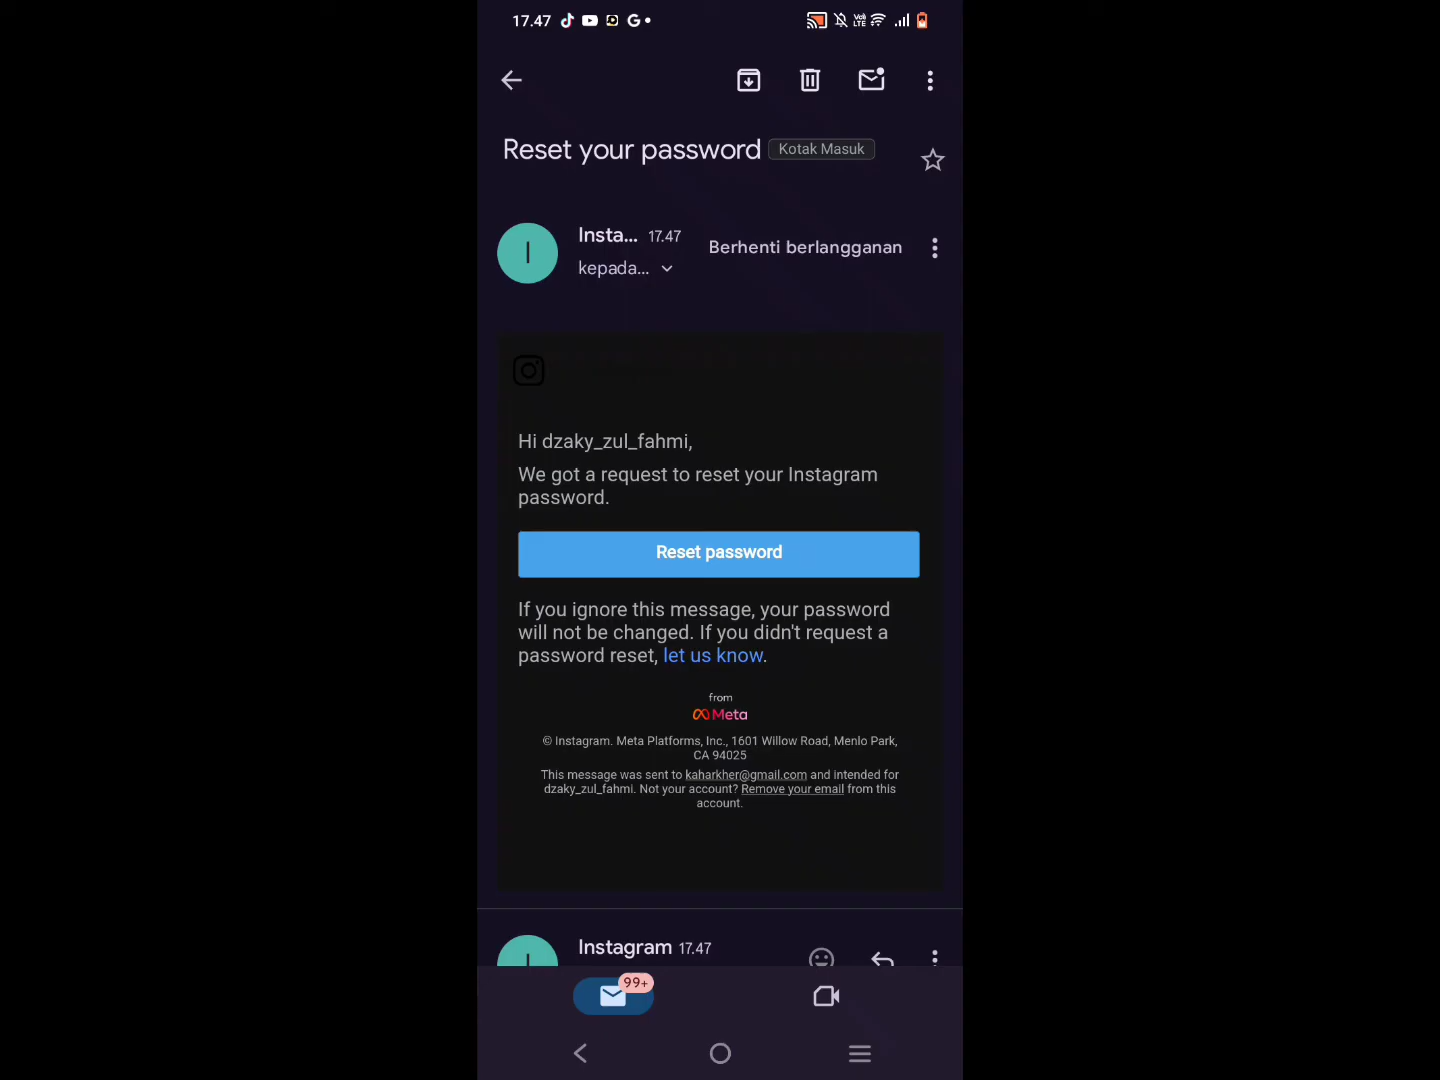 17.47
Reset your password Kotak Masuk
I
Insta... 17.47
Berhenti berlangganan
kepada...
Hi dzaky_zul_fahmi,
We got a request to reset your Instagram
password.
Reset password
If you ignore this message, your password
will not be changed. If you didn't request a
password reset, let us know.
from
Meta
© Instagram. Meta Platforms, Inc., 1601 Willow Road, Menlo Park,
CA 94025
This message was sent to kaharkher@gmail.com and intended for
dzaky_zul_fahmi. Not your account? Remove your email from this
account.
Instagram 17.47
99+